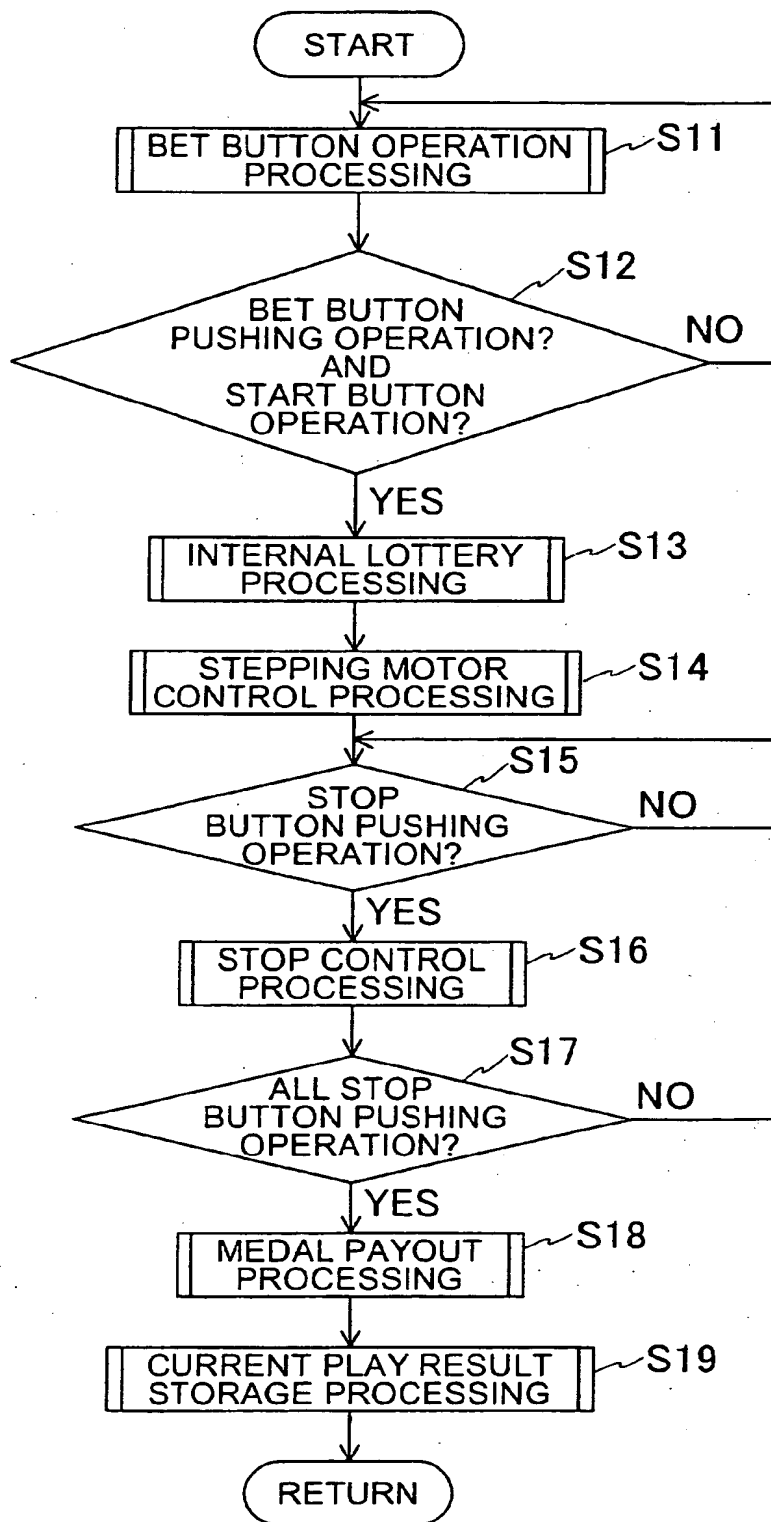 START
BET BUTTON OPERATION
PROCESSING
S11
S12
BET BUTTON
PUSHING OPERATION?
AND
START BUTTON
OPERATION?
NO
YES
INTERNAL LOTTERY
PROCESSING
S13
STEPPING MOTOR
CONTROL PROCESSING
S14
S15
STOP
BUTTON PUSHING
OPERATION?
NO
YES
STOP CONTROL
PROCESSING
S16
S17
ALL STOP
BUTTON PUSHING
OPERATION?
NO
YES
MEDAL PAYOUT
PROCESSING
S18
CURRENT PLAY RESULT
STORAGE PROCESSING
S19
RETURN